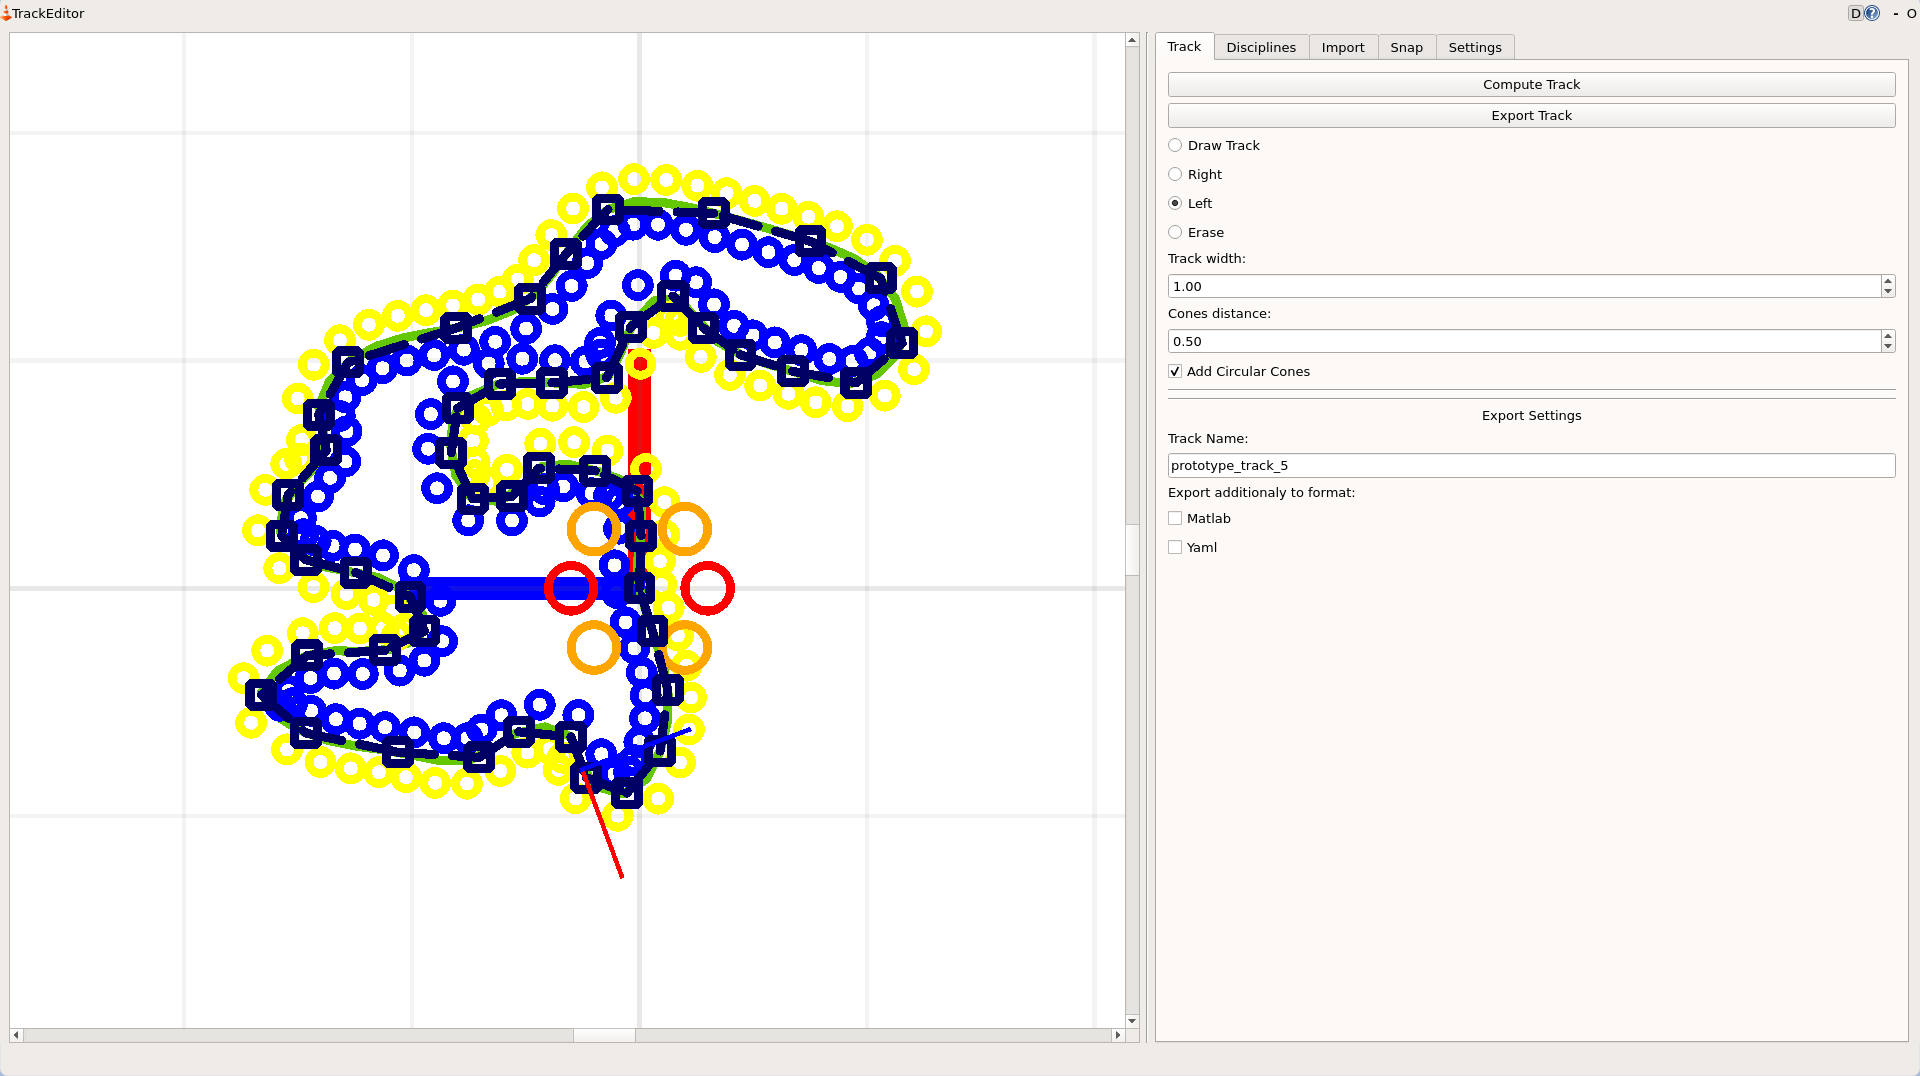 TrackEditor
D ? - O
Track Disciplines Import Snap Settings
Compute Track
Export Track
Draw Track
Right
Left
Erase
Track width:
1.00
Cones distance:
0.50
Add Circular Cones
Export Settings
Track Name:
prototype_track_5
Export additionaly to format:
Matlab
Yaml